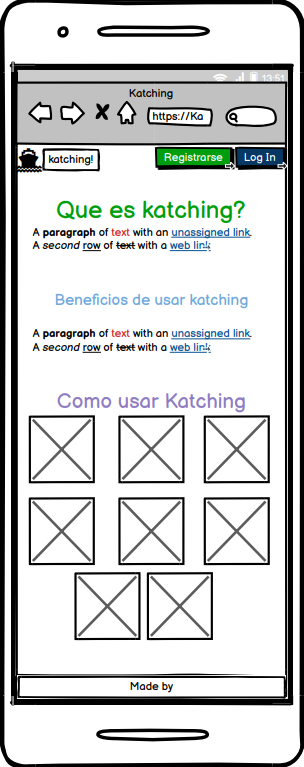 13:51
Katching
https://Ka
katching!
Registrarse
Log In
Que es katching?
A paragraph of text with an unassigned link.
A second row of text with a web link
Beneficios de usar katching
A paragraph of text with an unassigned link.
A second row of text with a web link
Como usar Katching
Made by